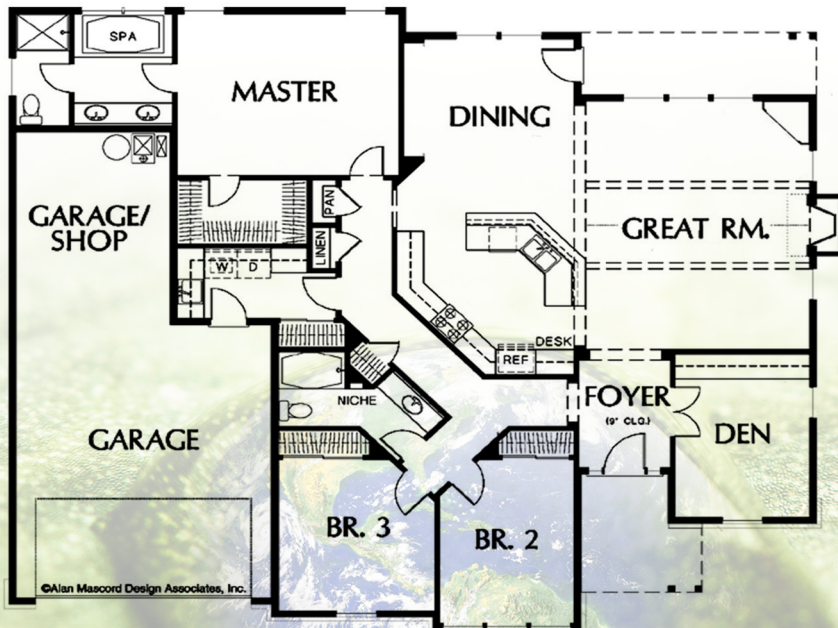 SPA
MASTER
DINING
GARAGE/
SHOP
PAN
LINEN
GREAT RM.
W
D
DESK
REF
FOYER
(9' CLG.)
NICHE
DEN
GARAGE
BR. 3
BR. 2
©Alan Mascord Design Associates, Inc.